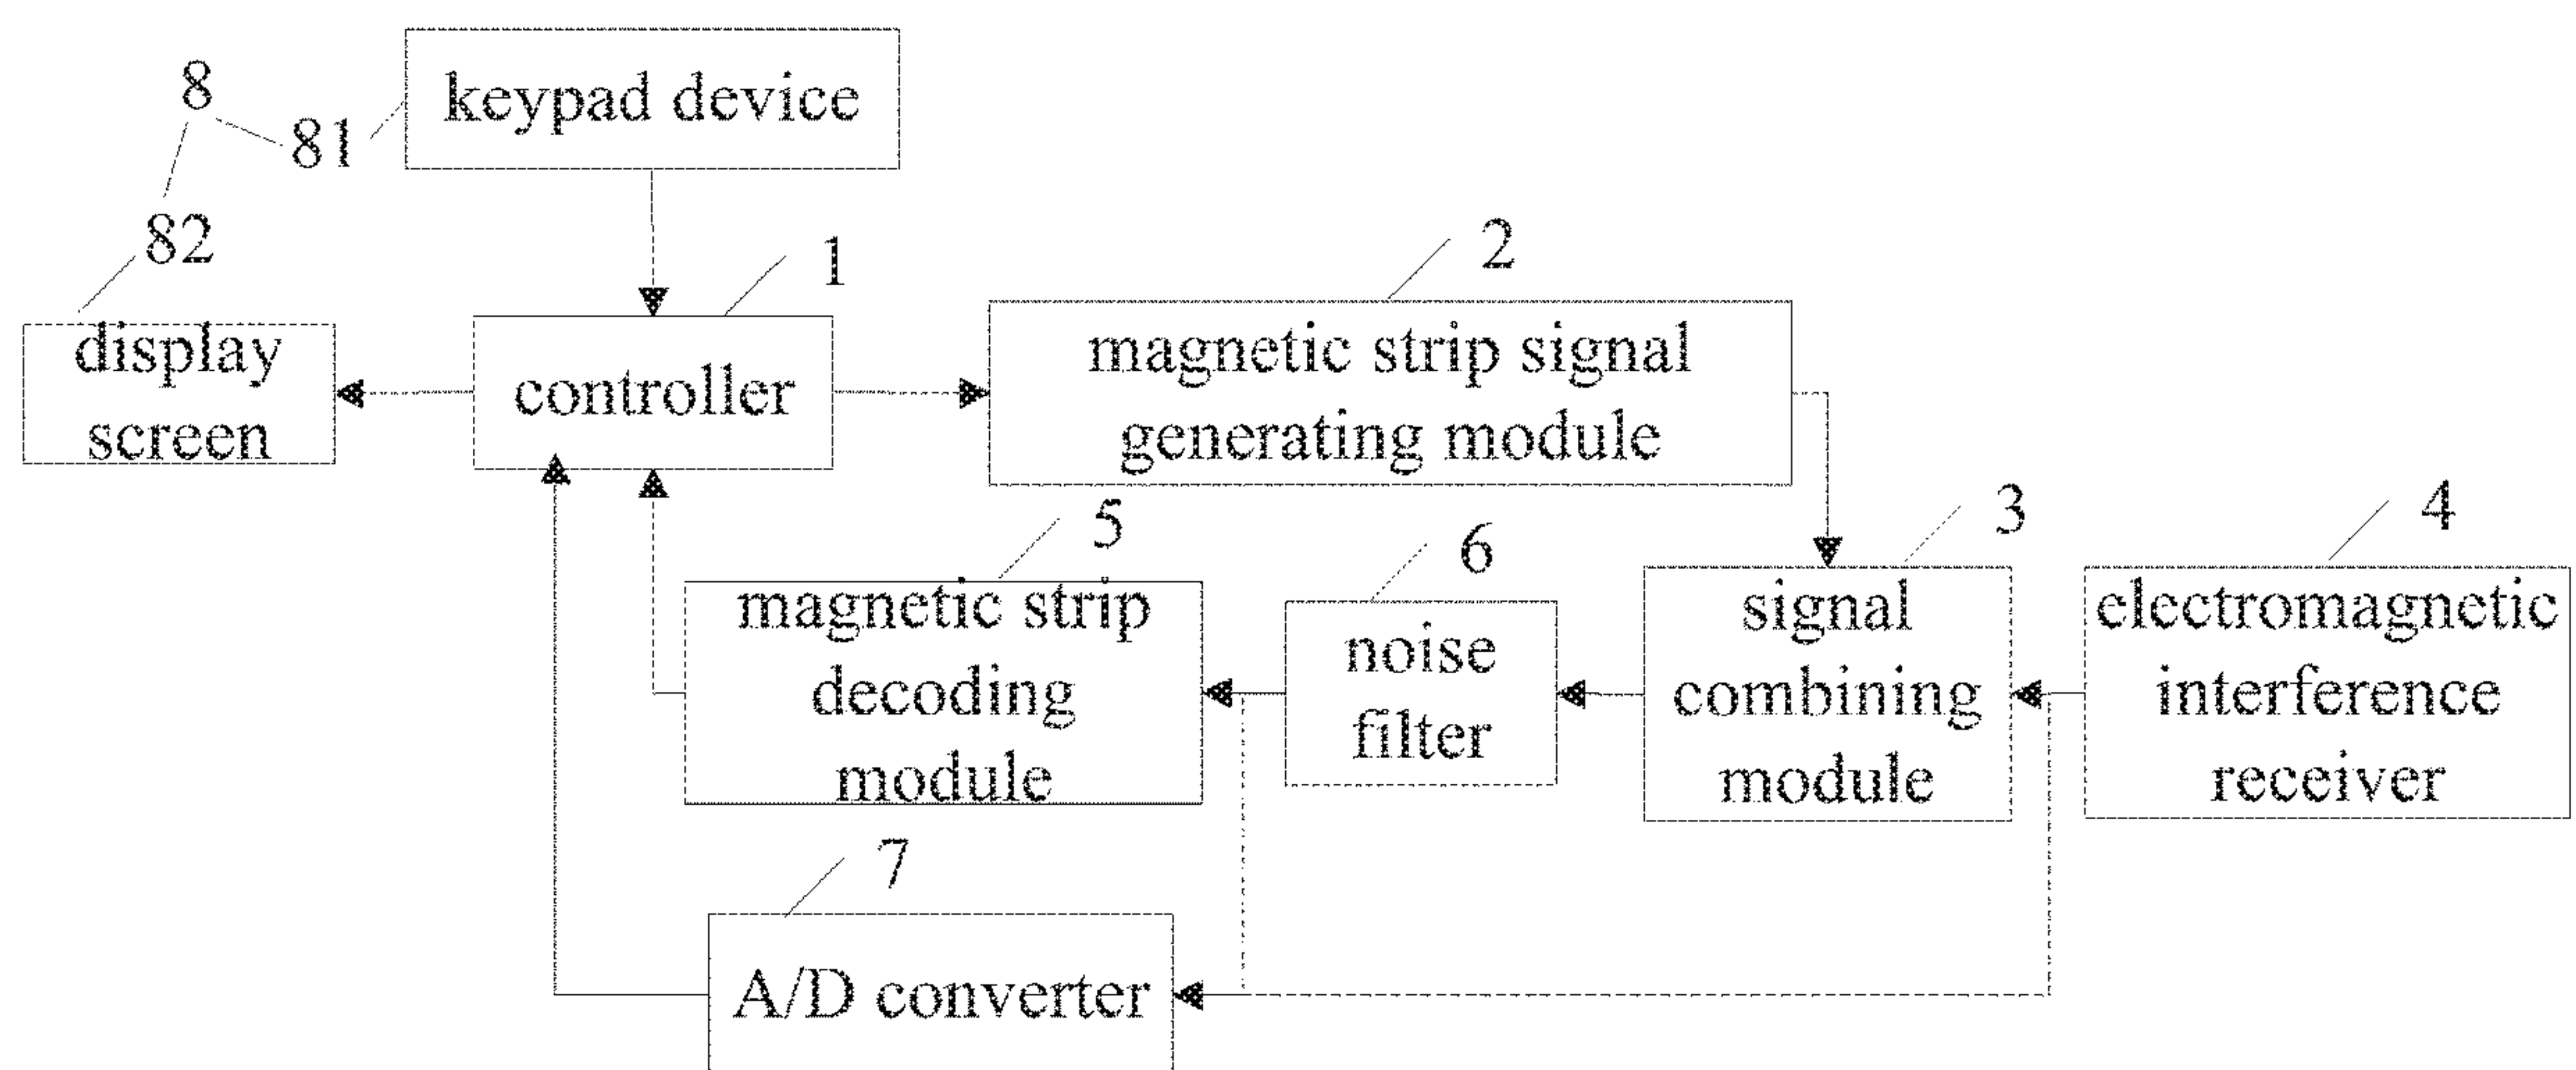 8
81
keypad device
82
1
2
display
screen
controller
magnetic strip signal
generating module
5
6
3
4
magnetic strip
decoding
module
noise
filter
signal
combining
module
electromagnetic
interference
receiver
7
A/D converter